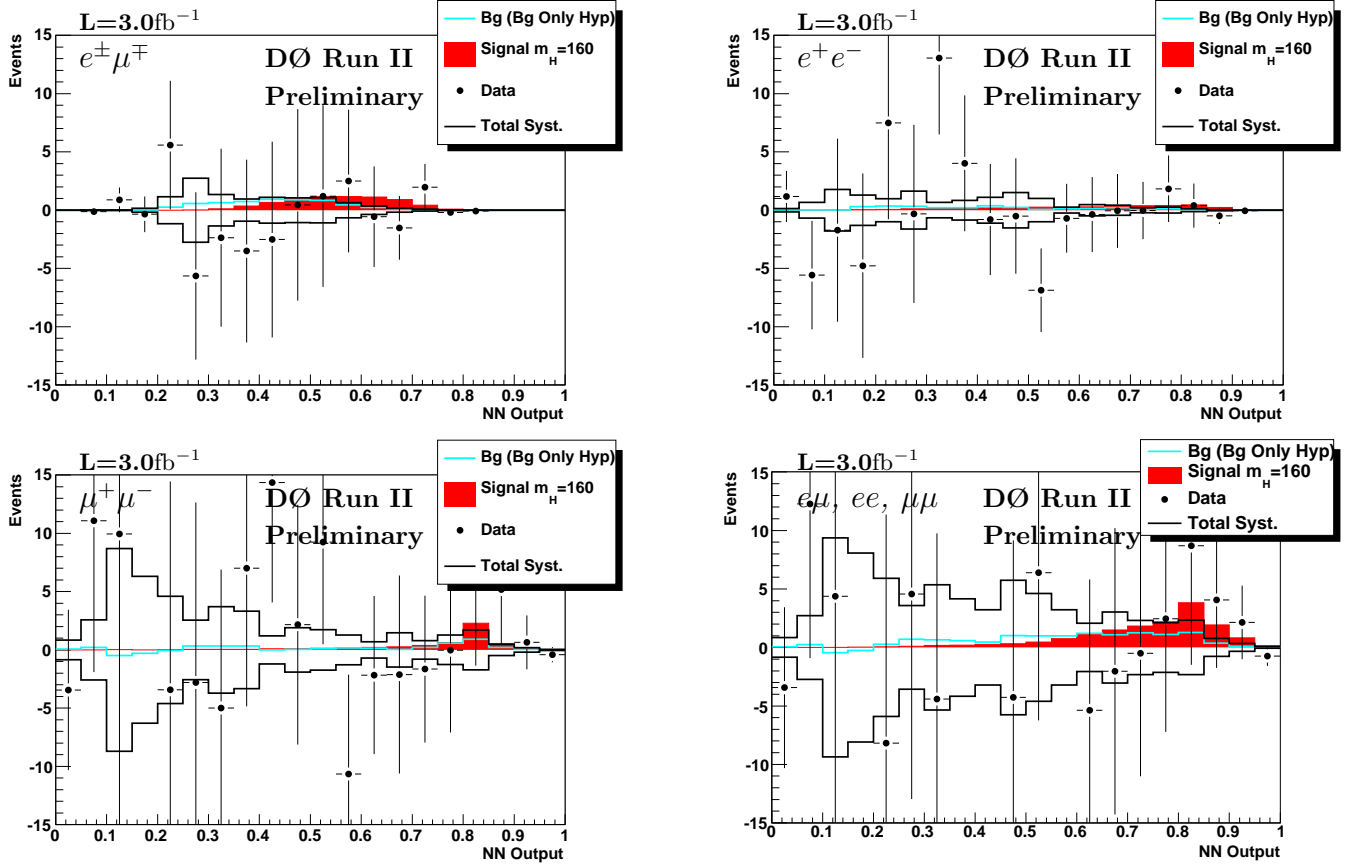 L=3.0fb⁻¹
e±μ∓
DØ Run II
Preliminary
Bg (Bg Only Hyp)
Signal m_H=160
Data
Total Syst.
Events
15
10
5
0
-5
-10
-15
0 0.1 0.2 0.3 0.4 0.5 0.6 0.7 0.8 0.9 1
NN Output
L=3.0fb⁻¹
e⁺e⁻
DØ Run II
Preliminary
Bg (Bg Only Hyp)
Signal m_H=160
Data
Total Syst.
Events
15
10
5
0
-5
-10
-15
0 0.1 0.2 0.3 0.4 0.5 0.6 0.7 0.8 0.9 1
NN Output
L=3.0fb⁻¹
μ⁺μ⁻
DØ Run II
Preliminary
Bg (Bg Only Hyp)
Signal m_H=160
Data
Total Syst.
Events
15
10
5
0
-5
-10
-15
0 0.1 0.2 0.3 0.4 0.5 0.6 0.7 0.8 0.9 1
NN Output
L=3.0fb⁻¹
eμ, ee, μμ
DØ Run II
Preliminary
Bg (Bg Only Hyp)
Signal m_H=160
Data
Total Syst.
Events
15
10
5
0
-5
-10
-15
0 0.1 0.2 0.3 0.4 0.5 0.6 0.7 0.8 0.9 1
NN Output